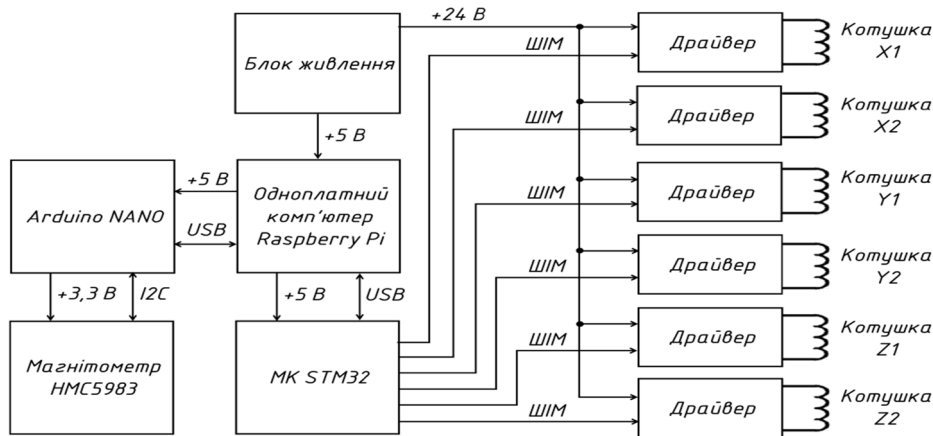 +24 В
ШІМ
Блок живлення
Драйвер
Котушка
X1
ШІМ
Драйвер
Котушка
X2
+5 В
Arduino NANO
+5 В
USB
Одноплатний
комп'ютер
Raspberry Pi
ШІМ
Драйвер
Котушка
Y1
ШІМ
Драйвер
Котушка
Y2
+3,3 В
I2C
+5 В
USB
Магнітометр
HMC5983
МК STM32
ШІМ
Драйвер
Котушка
Z1
ШІМ
Драйвер
Котушка
Z2